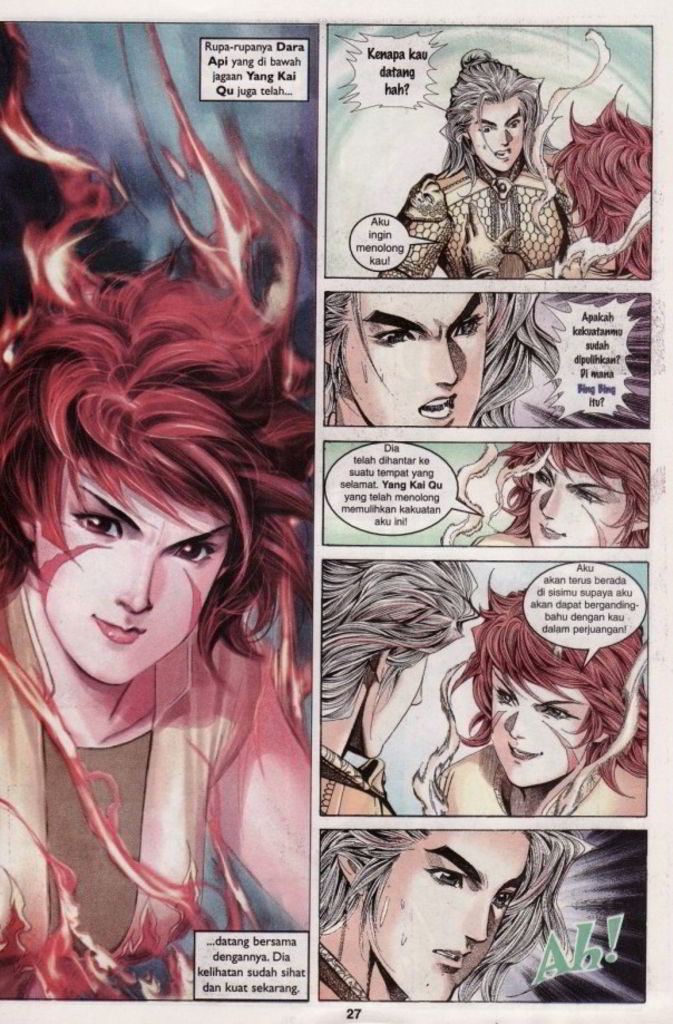 Rupa-rupanya Dara
Api yang di bawah
jagaan Yang Kai
Qu juga telah...
...datang bersama
dengannya. Dia
kelihatan sudah sihat
dan kuat sekarang.
Kenapa kau
datang
hah?
Aku
ingin
menolong
kau!
Apakah
kekuatanmu
sudah
dipulihkan?
Di mana
Bing Bing
itu?
Dia
telah dihantar ke
suatu tempat yang
selamat. Yang Kai Qu
yang telah menolong
memulihkan kakuatan
aku ini!
Aku
akan terus berada
di sisimu supaya aku
akan dapat berganding-
bahu dengan kau
dalam perjuangan!
Ah!
27